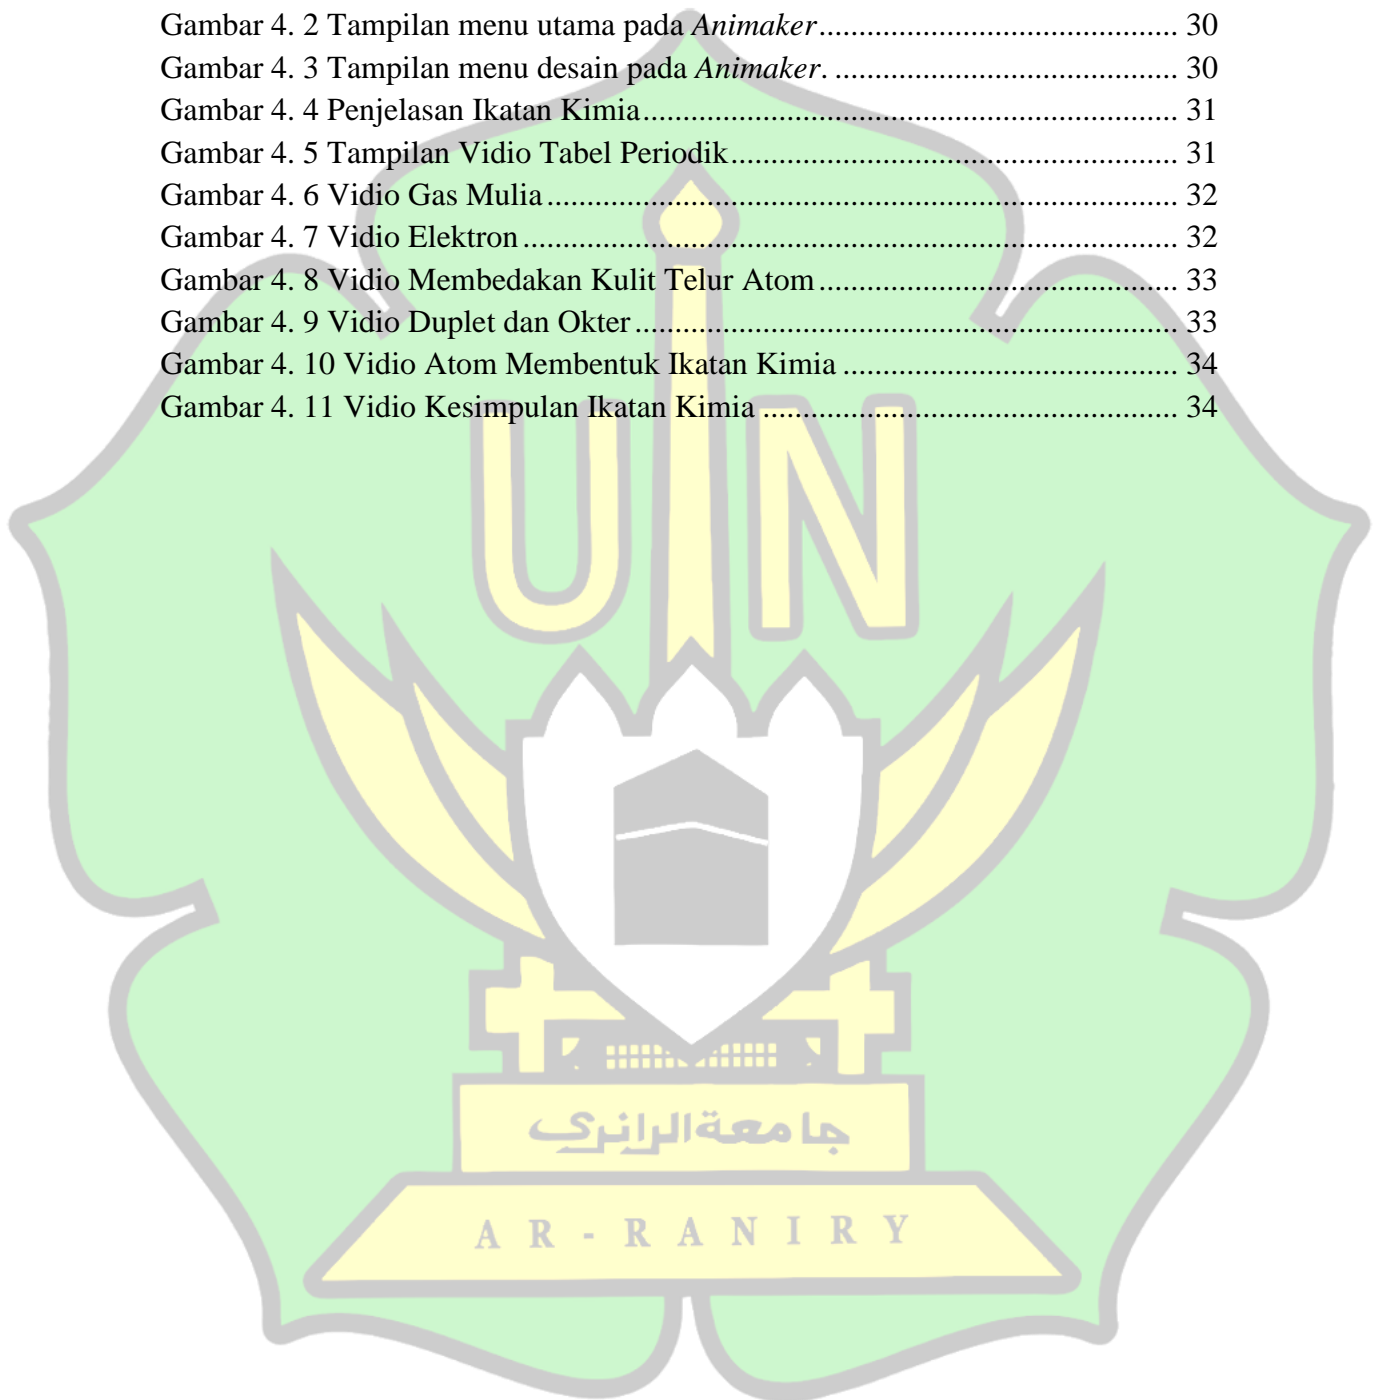 Gambar 4. 2 Tampilan menu utama pada Animaker.............................................. 30
Gambar 4. 3 Tampilan menu desain pada Animaker. ............................................ 30
Gambar 4. 4 Penjelasan Ikatan Kimia..................................................................... 31
Gambar 4. 5 Tampilan Vidio Tabel Periodik......................................................... 31
Gambar 4. 6 Vidio Gas Mulia................................................................................. 32
Gambar 4. 7 Vidio Elektron.................................................................................... 32
Gambar 4. 8 Vidio Membedakan Kulit Telur Atom.............................................. 33
Gambar 4. 9 Vidio Duplet dan Okter...................................................................... 33
Gambar 4. 10 Vidio Atom Membentuk Ikatan Kimia........................................... 34
Gambar 4. 11 Vidio Kesimpulan Ikatan Kimia..................................................... 34
UIN
جامعة الرانري
AR-RANIRY